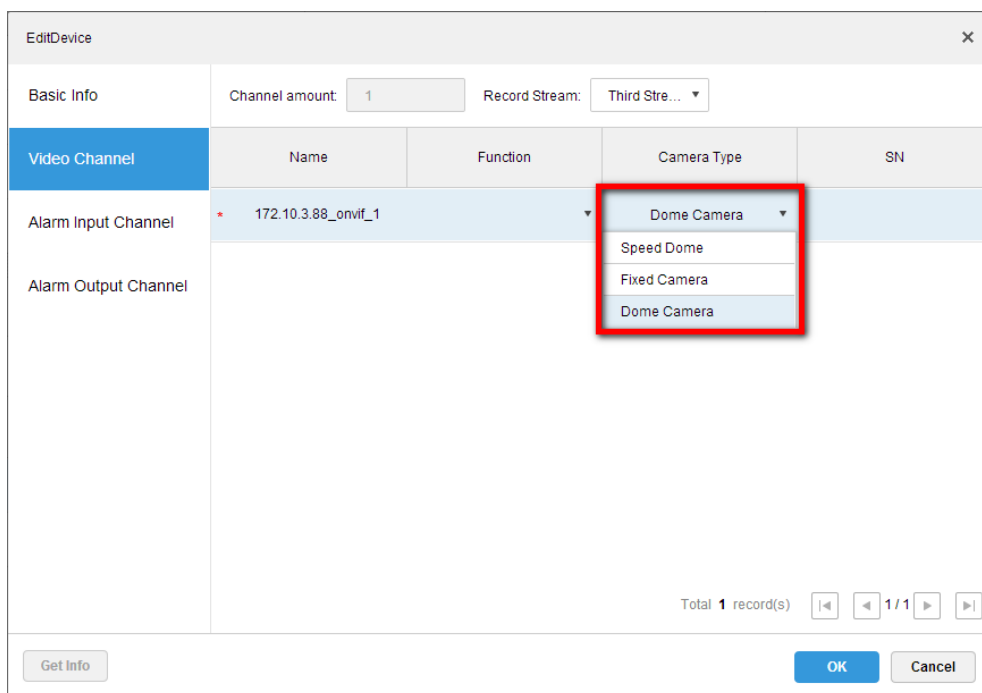 EditDevice
Basic Info
Channel amount: 1 Record Stream: Third Stre...
Video Channel
Name Function Camera Type SN
* 172.10.3.88_onvif_1 Dome Camera
Alarm Input Channel
Speed Dome
Fixed Camera
Alarm Output Channel
Dome Camera
Total 1 record(s) 1 / 1
Get Info OK Cancel